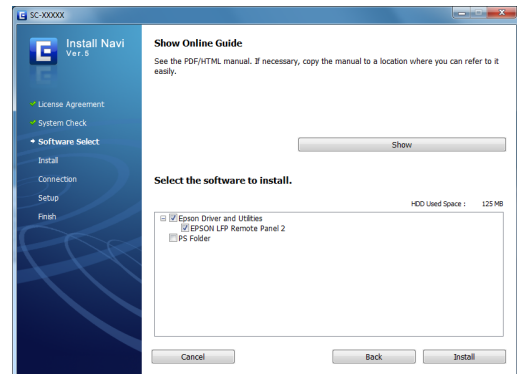 SC-XXXXX
E
Install Navi
Ver.5
License Agreement
System Check
Software Select
Install
Connection
Setup
Finish
Show Online Guide
See the PDF/HTML manual. If necessary, copy the manual to a location where you can refer to it
easily.
Show
Select the software to install.
HDD Used Space : 125 MB
Epson Driver and Utilities
EPSON LFP Remote Panel 2
PS Folder
Cancel
Back
Install